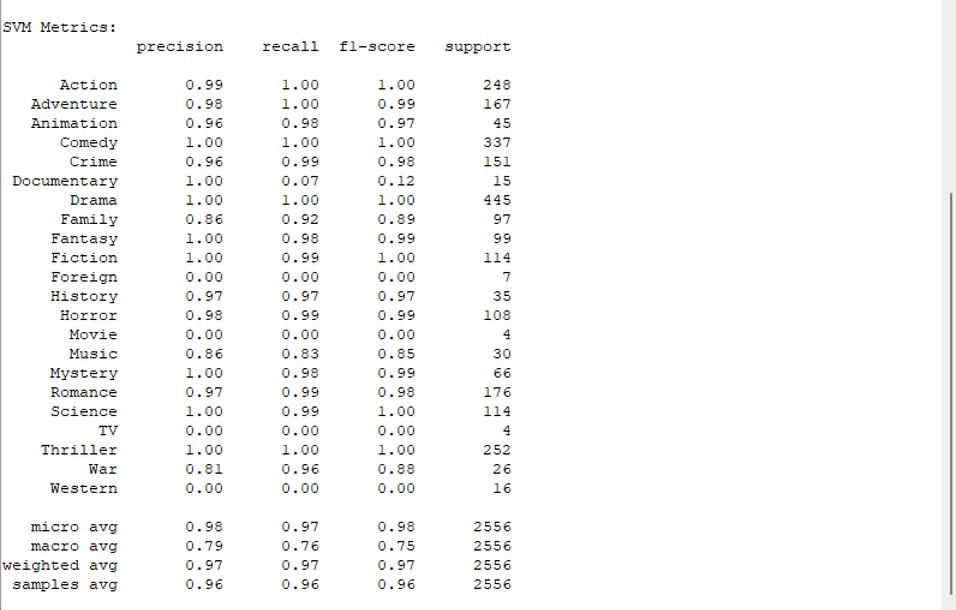 SVM Metrics:
precision recall f1-score support
Action 0.99 1.00 1.00 248
Adventure 0.98 1.00 0.99 167
Animation 0.96 0.98 0.97 45
Comedy 1.00 1.00 1.00 337
Crime 0.96 0.99 0.98 151
Documentary 1.00 0.07 0.12 15
Drama 1.00 1.00 1.00 445
Family 0.86 0.92 0.89 97
Fantasy 1.00 0.98 0.99 99
Fiction 1.00 0.99 1.00 114
Foreign 0.00 0.00 0.00 7
History 0.97 0.97 0.97 35
Horror 0.98 0.99 0.99 108
Movie 0.00 0.00 0.00 4
Music 0.86 0.83 0.85 30
Mystery 1.00 0.98 0.99 66
Romance 0.97 0.99 0.98 176
Science 1.00 0.99 1.00 114
TV 0.00 0.00 0.00 4
Thriller 1.00 1.00 1.00 252
War 0.81 0.96 0.88 26
Western 0.00 0.00 0.00 16
micro avg 0.98 0.97 0.98 2556
macro avg 0.79 0.76 0.75 2556
weighted avg 0.97 0.97 0.97 2556
samples avg 0.96 0.96 0.96 2556